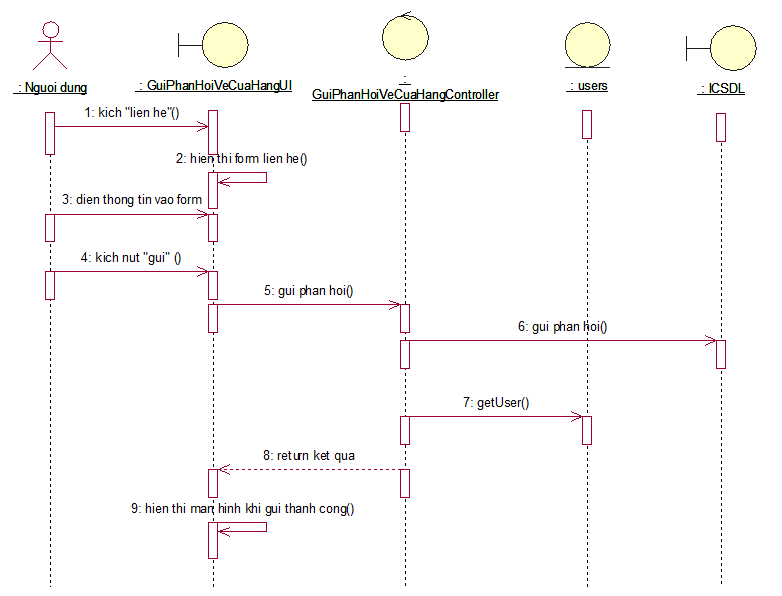 : Nguoi dung
: GuiPhanHoiVeCuaHangUI
:
GuiPhanHoiVeCuaHangController
: users
: ICSDL
1: kich "lien he"()
2: hien thi form lien he()
3: dien thong tin vao form
4: kich nut "gui" ()
5: gui phan hoi()
6: gui phan hoi()
7: getUser()
8: return ket qua
9: hien thi man hinh khi gui thanh cong()